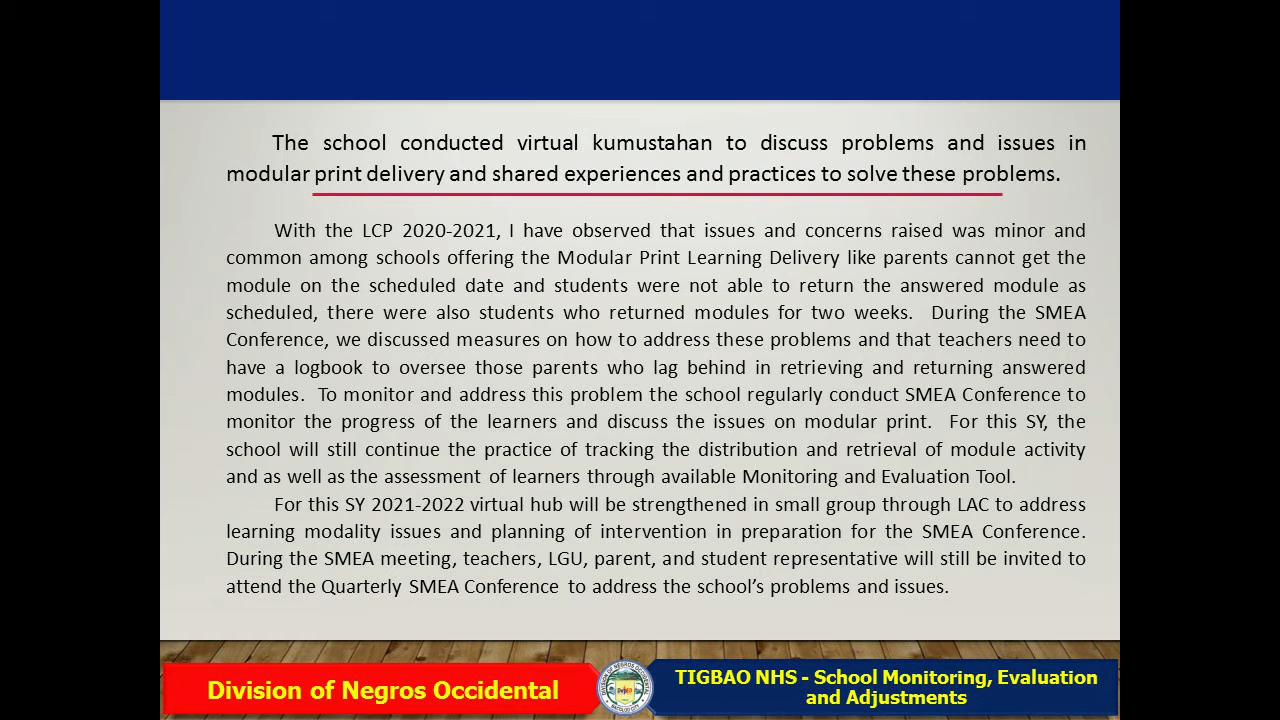 The school conducted virtual kumustahan to discuss problems and issues in
modular print delivery and shared experiences and practices to solve these problems.
With the LCP 2020-2021, I have observed that issues and concerns raised was minor and
common among schools offering the Modular Print Learning Delivery like parents cannot get the
module on the scheduled date and students were not able to return the answered module as
scheduled, there were also students who returned modules for two weeks. During the SMEA
Conference, we discussed measures on how to address these problems and that teachers need to
have a logbook to oversee those parents who lag behind in retrieving and returning answered
modules. To monitor and address this problem the school regularly conduct SMEA Conference to
monitor the progress of the learners and discuss the issues on modular print. For this SY, the
school will still continue the practice of tracking the distribution and retrieval of module activity
and as well as the assessment of learners through available Monitoring and Evaluation Tool.
For this SY 2021-2022 virtual hub will be strengthened in small group through LAC to address
learning modality issues and planning of intervention in preparation for the SMEA Conference.
During the SMEA meeting, teachers, LGU, parent, and student representative will still be invited to
attend the Quarterly SMEA Conference to address the school's problems and issues.
Division of Negros Occidental
TIGBAO NHS - School Monitoring, Evaluation
and Adjustments